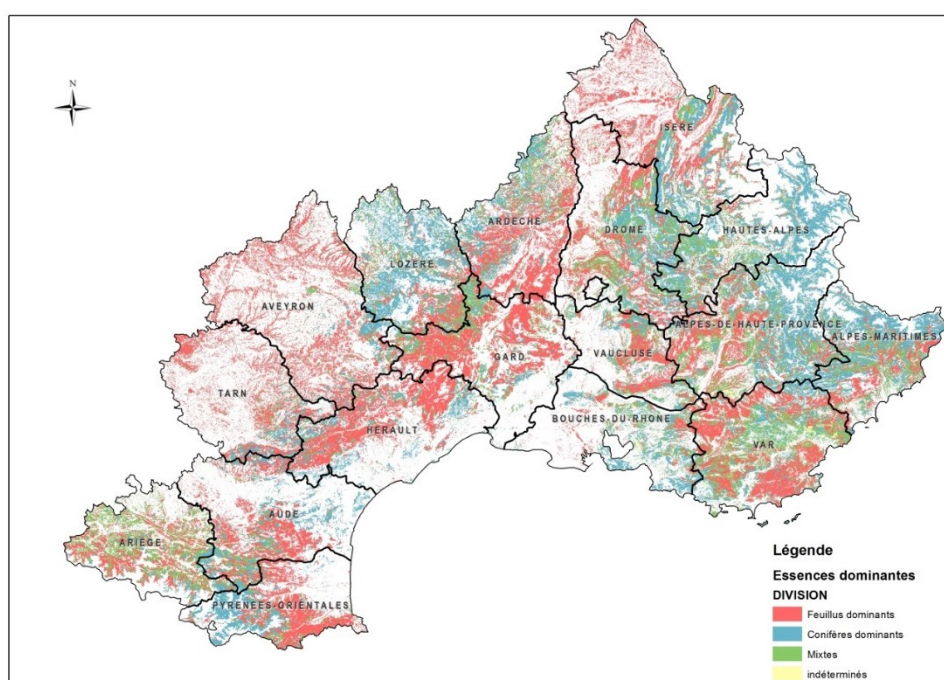 N
ISERE
ARDECHE
DROME
HAUTES-ALPES
LOZERE
AVEYRON
ALPES-DE-HAUTE-PROVENCE
ALPES-MARITIMES
GARD
VAUCLUSE
TARN
BOUCHES-DU-RHONE
HERAULT
VAR
AUDE
ARIEGE
PYRENEES-ORIENTALES
Légende
Essences dominantes
DIVISION
Feuillus dominants
Conifères dominants
Mixtes
indéterminés